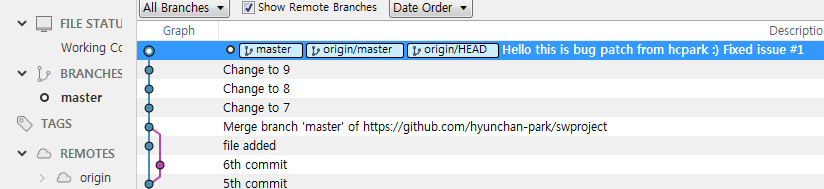 All Branches
Show Remote Branches
Date Order
FILE STATU
Working Co
BRANCHES
master
TAGS
REMOTES
origin
Graph
Descriptio
master origin/master origin/HEAD Hello this is bug patch from hcpark :) Fixed issue #1
Change to 9
Change to 8
Change to 7
Merge branch 'master' of https://github.com/hyunchan-park/swproject
file added
6th commit
5th commit